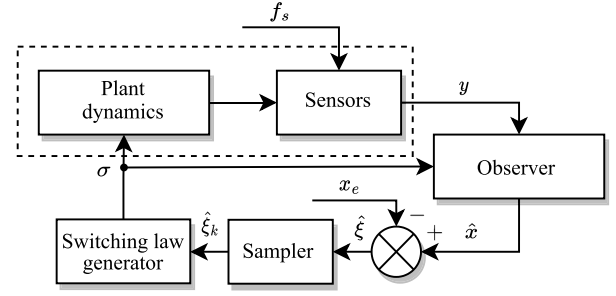 f_s
Plant
dynamics
Sensors
y
Observer
σ
x_e
−
+
x̂
ξ̂
ξ̂_k
Sampler
Switching law
generator